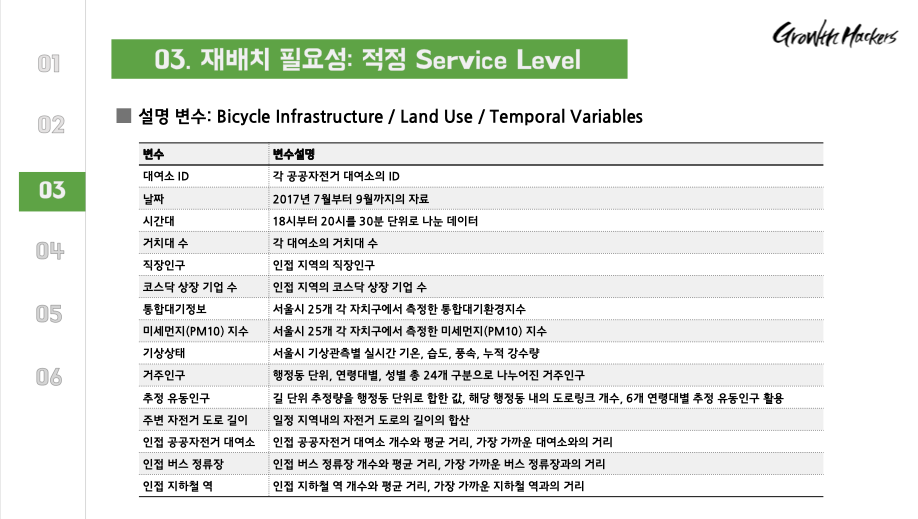 Growth Hackers
01
02
03
04
05
06
03. 재배치 필요성: 적정 Service Level
설명 변수: Bicycle Infrastructure / Land Use / Temporal Variables
변수 변수설명
대여소 ID 각 공공자전거 대여소의 ID
날짜 2017년 7월부터 9월까지의 자료
시간대 18시부터 20시를 30분 단위로 나눈 데이터
거치대 수 각 대여소의 거치대 수
직장인구 인접 지역의 직장인구
코스닥 상장 기업 수 인접 지역의 코스닥 상장 기업 수
통합대기정보 서울시 25개 각 자치구에서 측정한 통합대기환경지수
미세먼지(PM10) 지수 서울시 25개 각 자치구에서 측정한 미세먼지(PM10) 지수
기상상태 서울시 기상관측별 실시간 기온, 습도, 풍속, 누적 강수량
거주인구 행정동 단위, 연령대별, 성별 총 24개 구분으로 나누어진 거주인구
추정 유동인구 길 단위 추정량을 행정동 단위로 합한 값, 해당 행정동 내의 도로링크 개수, 6개 연령대별 추정 유동인구 활용
주변 자전거 도로 길이 일정 지역내의 자전거 도로의 길이의 합산
인접 공공자전거 대여소 인접 공공자전거 대여소 개수와 평균 거리, 가장 가까운 대여소와의 거리
인접 버스 정류장 인접 버스 정류장 개수와 평균 거리, 가장 가까운 버스 정류장과의 거리
인접 지하철 역 인접 지하철 역 개수와 평균 거리, 가장 가까운 지하철 역과의 거리